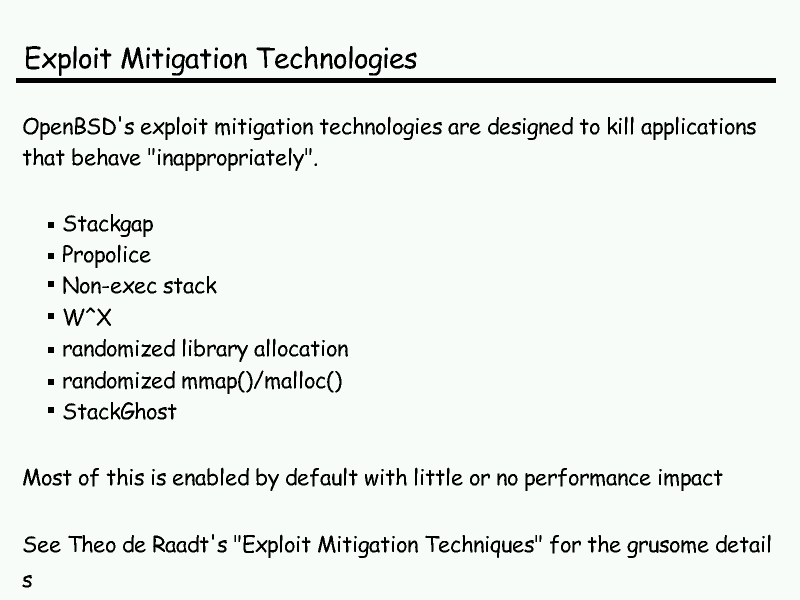 Exploit Mitigation Technologies
OpenBSD's exploit mitigation technologies are designed to kill applications
that behave "inappropriately".
▪ Stackgap
▪ Propolice
▪ Non-exec stack
▪ W^X
▪ randomized library allocation
▪ randomized mmap()/malloc()
▪ StackGhost
Most of this is enabled by default with little or no performance impact
See Theo de Raadt's "Exploit Mitigation Techniques" for the grusome detail
s